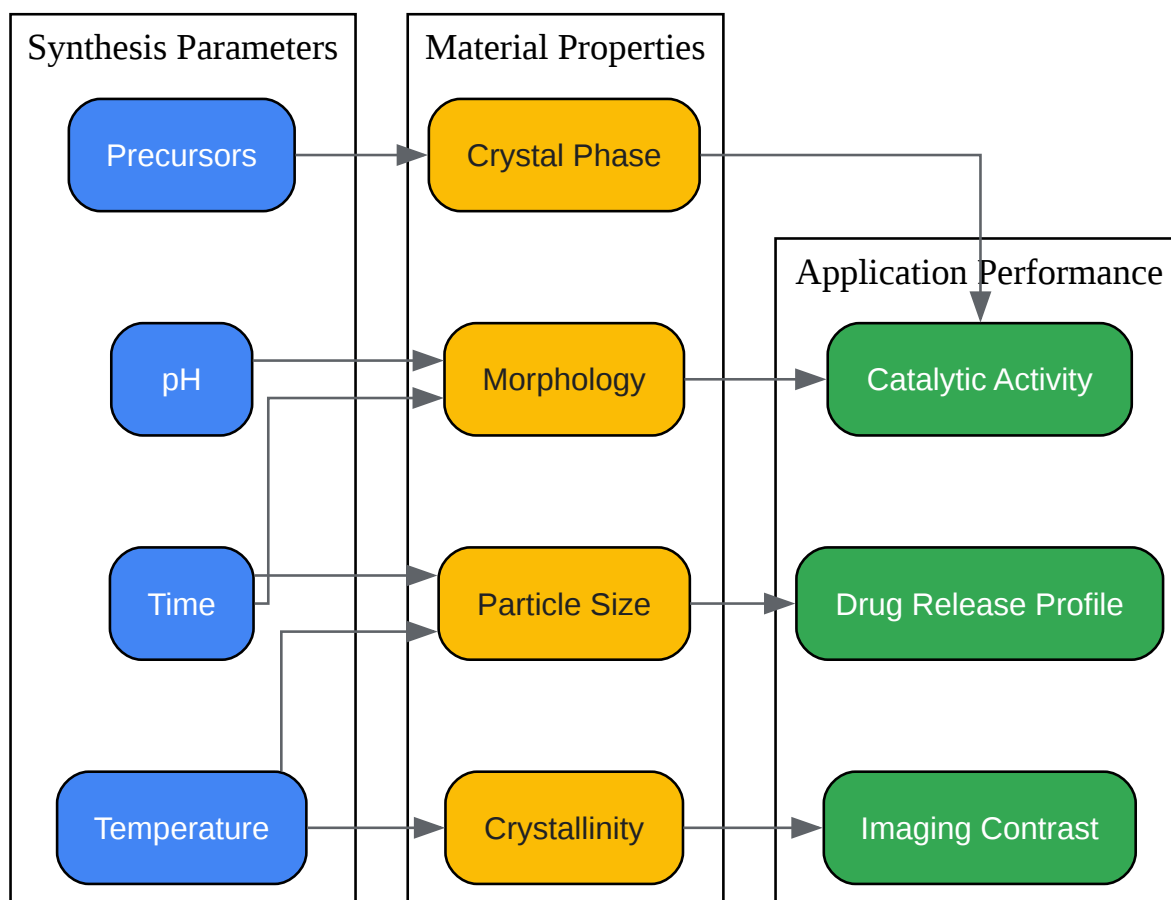 Synthesis Parameters
Precursors
pH
Time
Temperature
Material Properties
Crystal Phase
Morphology
Particle Size
Crystallinity
Application Performance
Catalytic Activity
Drug Release Profile
Imaging Contrast